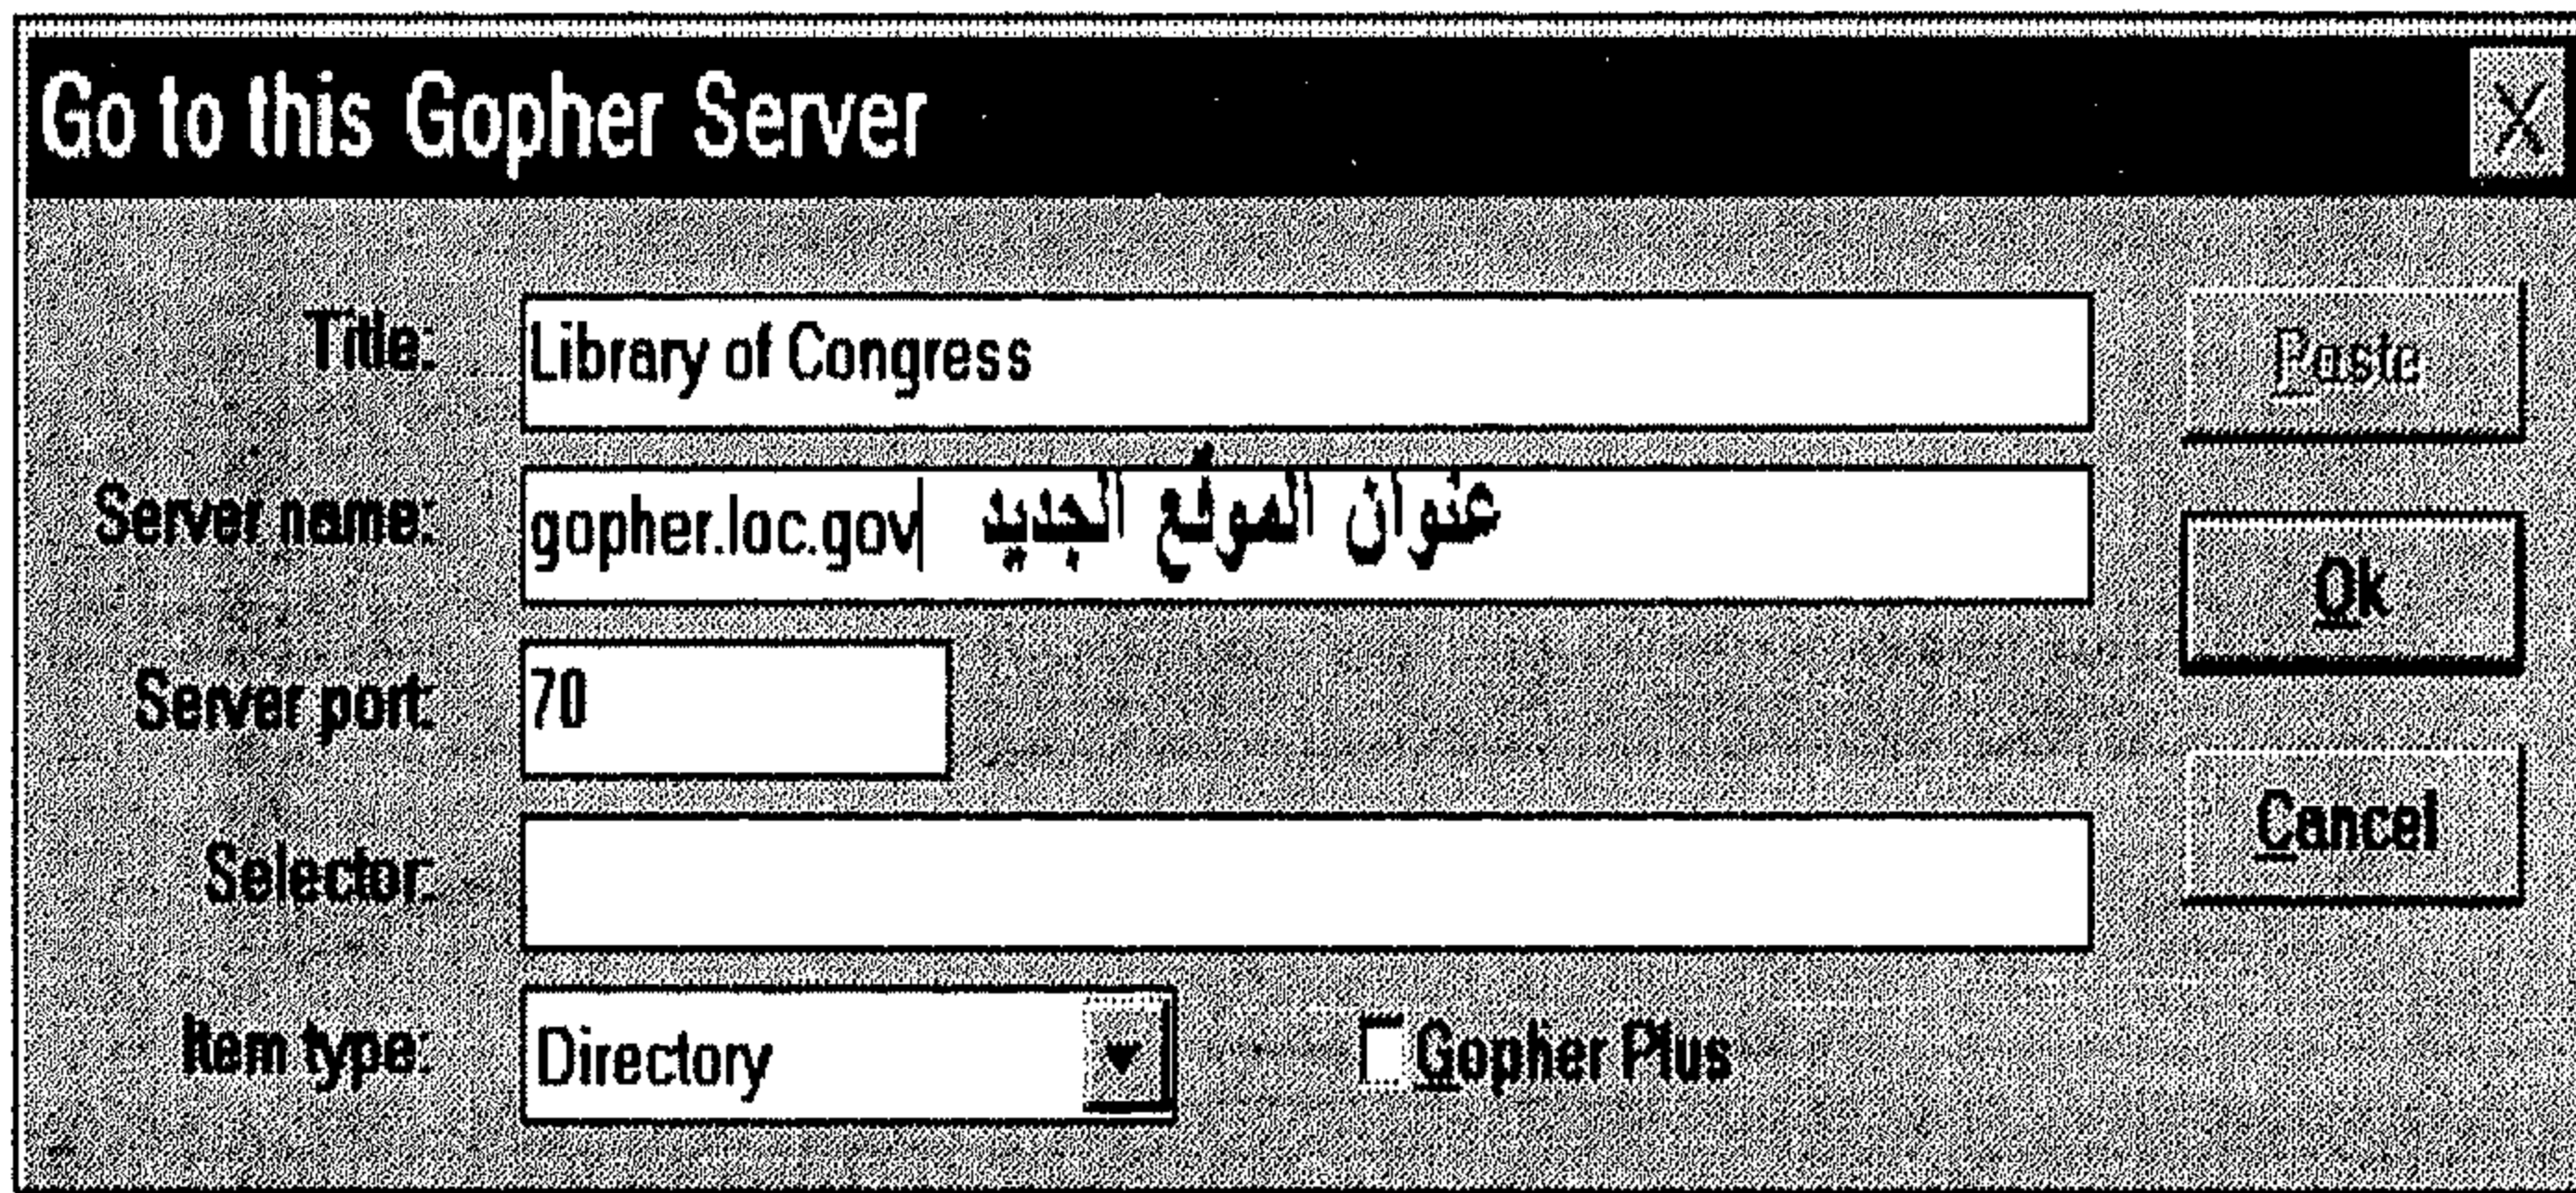 Go to this Gopher Server X
Title: Library of Congress
Paste
Server name: gopher.loc.gov عنوان الموقع الجديد
Ok
Server port: 70
Cancel
Selector:
Item type: Directory Gopher Plus